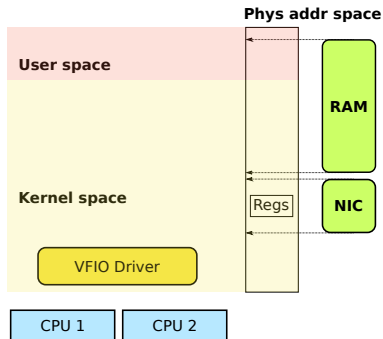 Phys addr space
User space
RAM
Kernel space
Regs
NIC
VFIO Driver
CPU 1
CPU 2